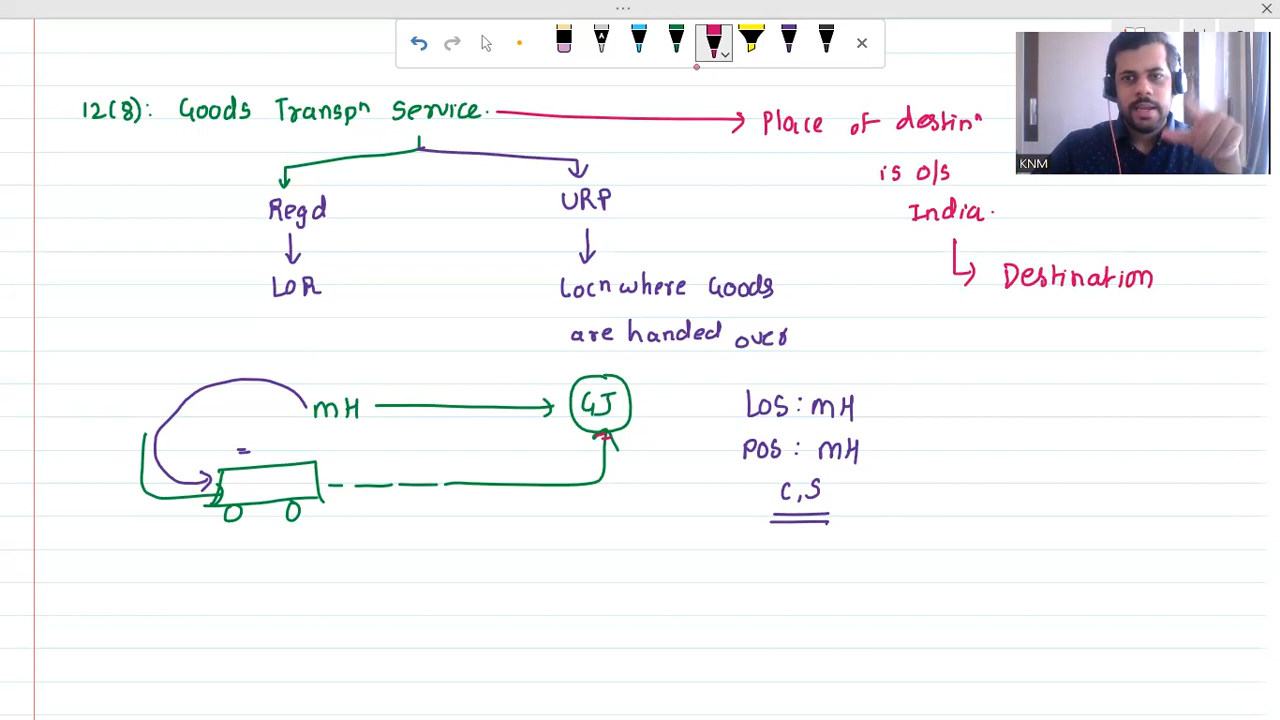 12(8): Goods Transpn Service.
Place of destinn
is o/s
India.
Destination
Regd
URP
LOR
Locn where Goods
are handed over
MH
GJ
LOS: MH
POS: MH
C, S
KNM